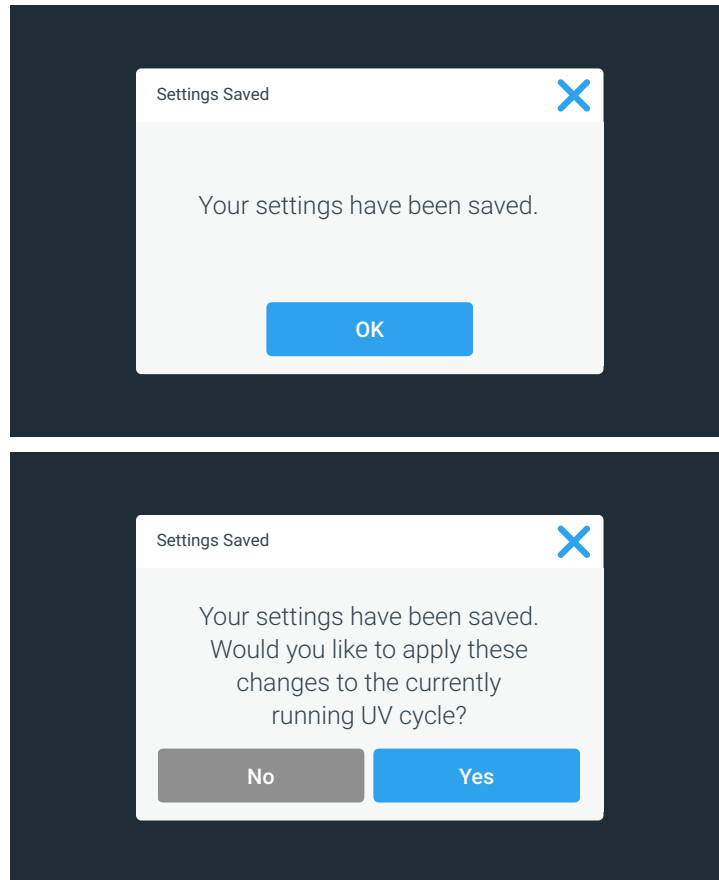 Settings Saved
Your settings have been saved.
OK
Settings Saved
Your settings have been saved.
Would you like to apply these
changes to the currently
running UV cycle?
No
Yes